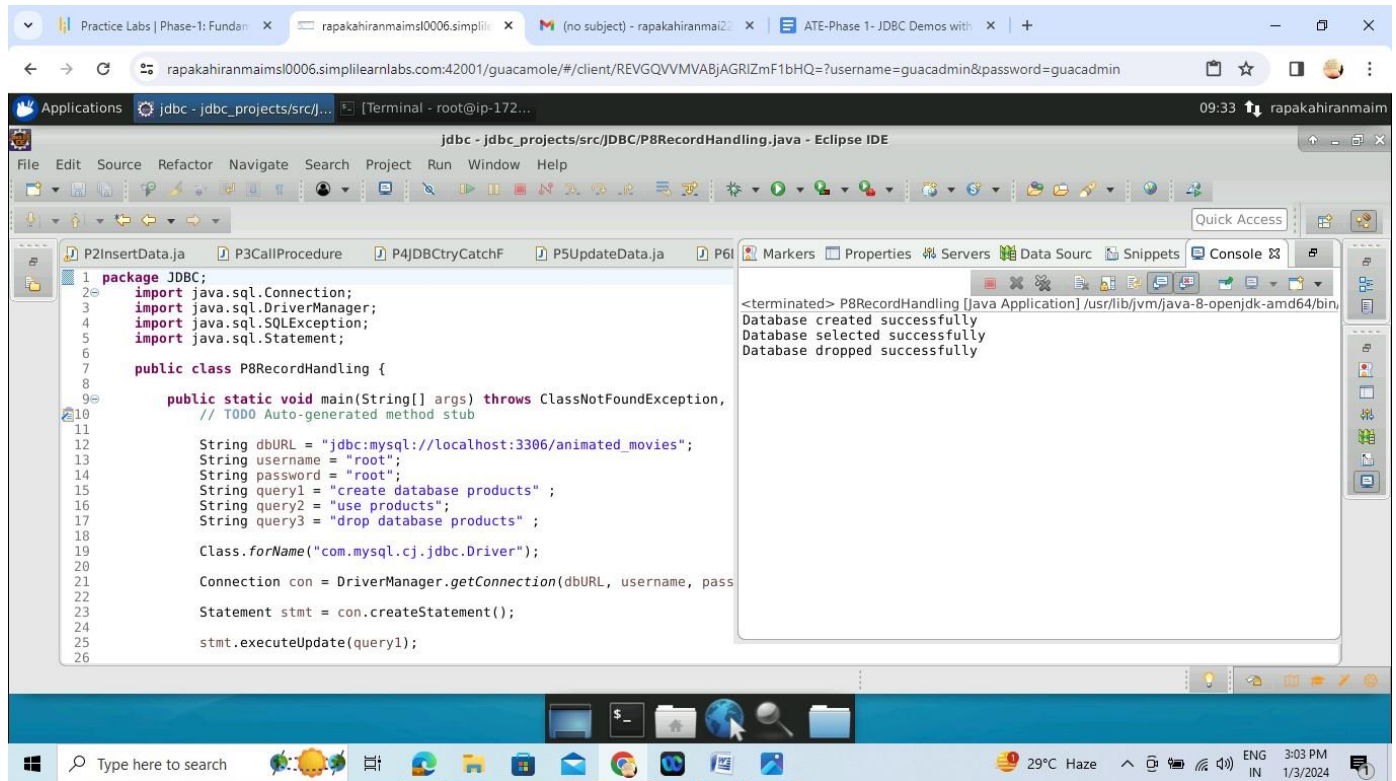 Practice Labs | Phase-1: Fundam
rapakahiranmaimsl0006.simplile
(no subject) - rapakahiranmai22
ATE-Phase 1- JDBC Demos with
rapakahiranmaimsl0006.simplilearnlabs.com:42001/guacamole/#/client/REVGQVVMVABjAGRlZmF1bHQ=?username=guacadmin&password=guacadmin
Applications
jdbc - jdbc_projects/src/J...
[Terminal - root@ip-172...
09:33
rapakahiranmaim
jdbc - jdbc_projects/src/JDBC/P8RecordHandling.java - Eclipse IDE
File Edit Source Refactor Navigate Search Project Run Window Help
Quick Access
P2InsertData.ja P3CallProcedure P4JDBCtryCatchF P5UpdateData.ja P6I
Markers Properties Servers Data Sourc Snippets Console
1 package JDBC;
2 import java.sql.Connection;
3 import java.sql.DriverManager;
4 import java.sql.SQLException;
5 import java.sql.Statement;
6
7 public class P8RecordHandling {
8
9 public static void main(String[] args) throws ClassNotFoundException,
10 // TODO Auto-generated method stub
11
12 String dbURL = "jdbc:mysql://localhost:3306/animated_movies";
13 String username = "root";
14 String password = "root";
15 String query1 = "create database products" ;
16 String query2 = "use products";
17 String query3 = "drop database products" ;
18
19 Class.forName("com.mysql.cj.jdbc.Driver");
20
21 Connection con = DriverManager.getConnection(dbURL, username, pass
22
23 Statement stmt = con.createStatement();
24
25 stmt.executeUpdate(query1);
26
<terminated> P8RecordHandling [Java Application] /usr/lib/jvm/java-8-openjdk-amd64/bin/
Database created successfully
Database selected successfully
Database dropped successfully
Type here to search
29°C Haze
ENG
IN
3:03 PM
1/3/2024